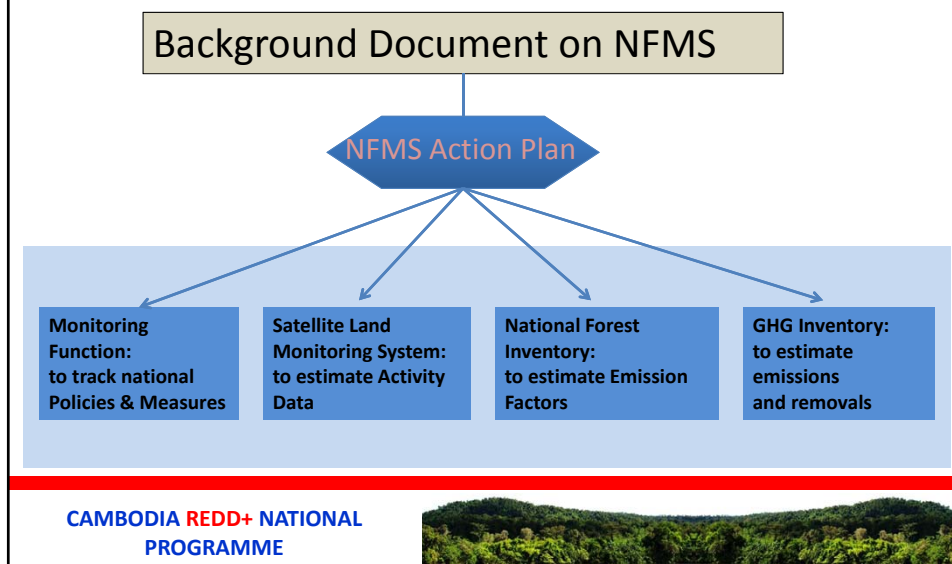 Background Document on NFMS
NFMS Action Plan
Monitoring
Function:
to track national
Policies & Measures
Satellite Land
Monitoring System:
to estimate Activity
Data
National Forest
Inventory:
to estimate Emission
Factors
GHG Inventory:
to estimate
emissions
and removals
CAMBODIA REDD+ NATIONAL
PROGRAMME